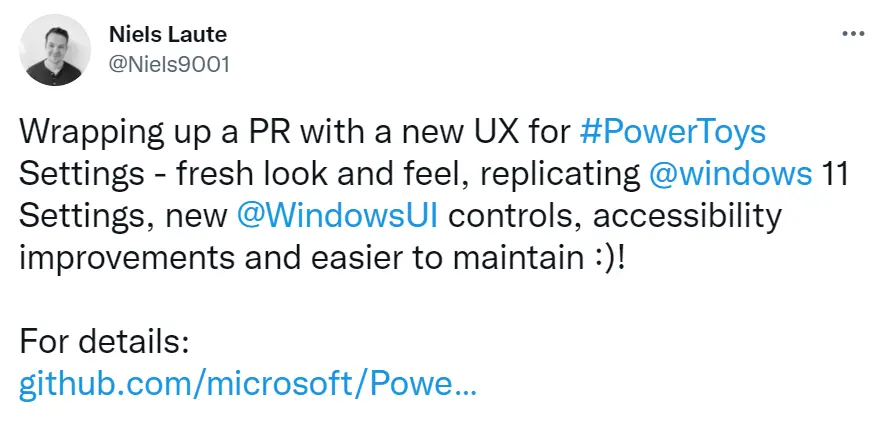 Niels Laute
@Niels9001
Wrapping up a PR with a new UX for #PowerToys
Settings - fresh look and feel, replicating @windows 11
Settings, new @WindowsUI controls, accessibility
improvements and easier to maintain :)!
For details:
github.com/microsoft/Powe...